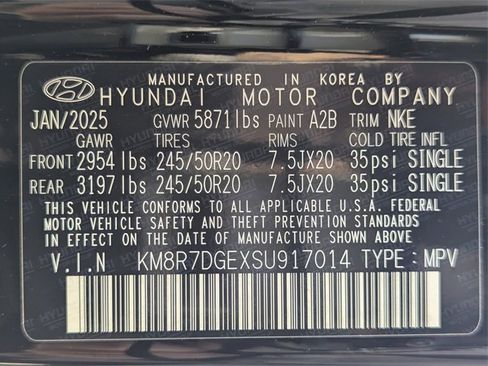 MANUFACTURED IN KOREA BY
HYUNDAI MOTOR COMPANY
JAN/2025 GVWR 5871lbs PAINT A2B TRIM NKE
GAWR TIRES RIMS COLD TIRE INFL
FRONT 2954 lbs 245/50R20 7.5JX20 35psi SINGLE
REAR 3197 lbs 245/50R20 7.5JX20 35psi SINGLE
THIS VEHICLE CONFORMS TO ALL APPLICABLE U.S.A. FEDERAL
MOTOR VEHICLE SAFETY AND THEFT PREVENTION STANDARDS
IN EFFECT ON THE DATE OF MANUFACTURE SHOWN ABOVE
V.I.N KM8R7DGEXSU917014 TYPE: MPV